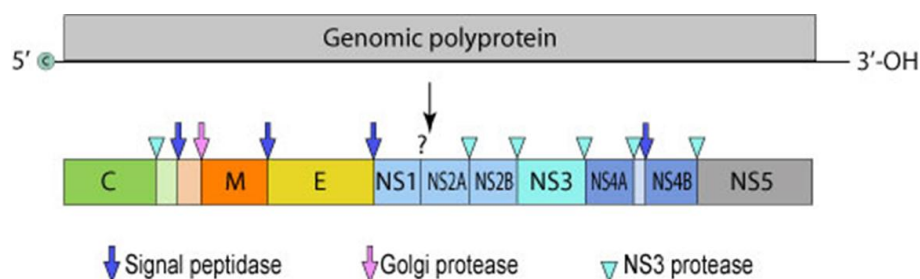 Genomic polyprotein
5' C 3'-OH
?
C M E NS1 NS2A NS2B NS3 NS4A NS4B NS5
Signal peptidase Golgi protease NS3 protease